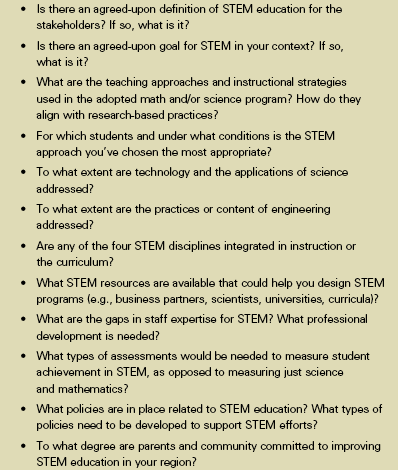 • Is there an agreed-upon definition of STEM education for the
stakeholders? If so, what is it?
• Is there an agreed-upon goal for STEM in your context? If so,
what is it?
• What are the teaching approaches and instructional strategies
used in the adopted math and/or science program? How do they
align with research-based practices?
• For which students and under what conditions is the STEM
approach you've chosen the most appropriate?
• To what extent are technology and the applications of science
addressed?
• To what extent are the practices or content of engineering
addressed?
• Are any of the four STEM disciplines integrated in instruction or
the curriculum?
• What STEM resources are available that could help you design STEM
programs (e.g., business partners, scientists, universities, curricula)?
• What are the gaps in staff expertise for STEM? What professional
development is needed?
• What types of assessments would be needed to measure student
achievement in STEM, as opposed to measuring just science
and mathematics?
• What policies are in place related to STEM education? What types of
policies need to be developed to support STEM efforts?
• To what degree are parents and community committed to improving
STEM education in your region?